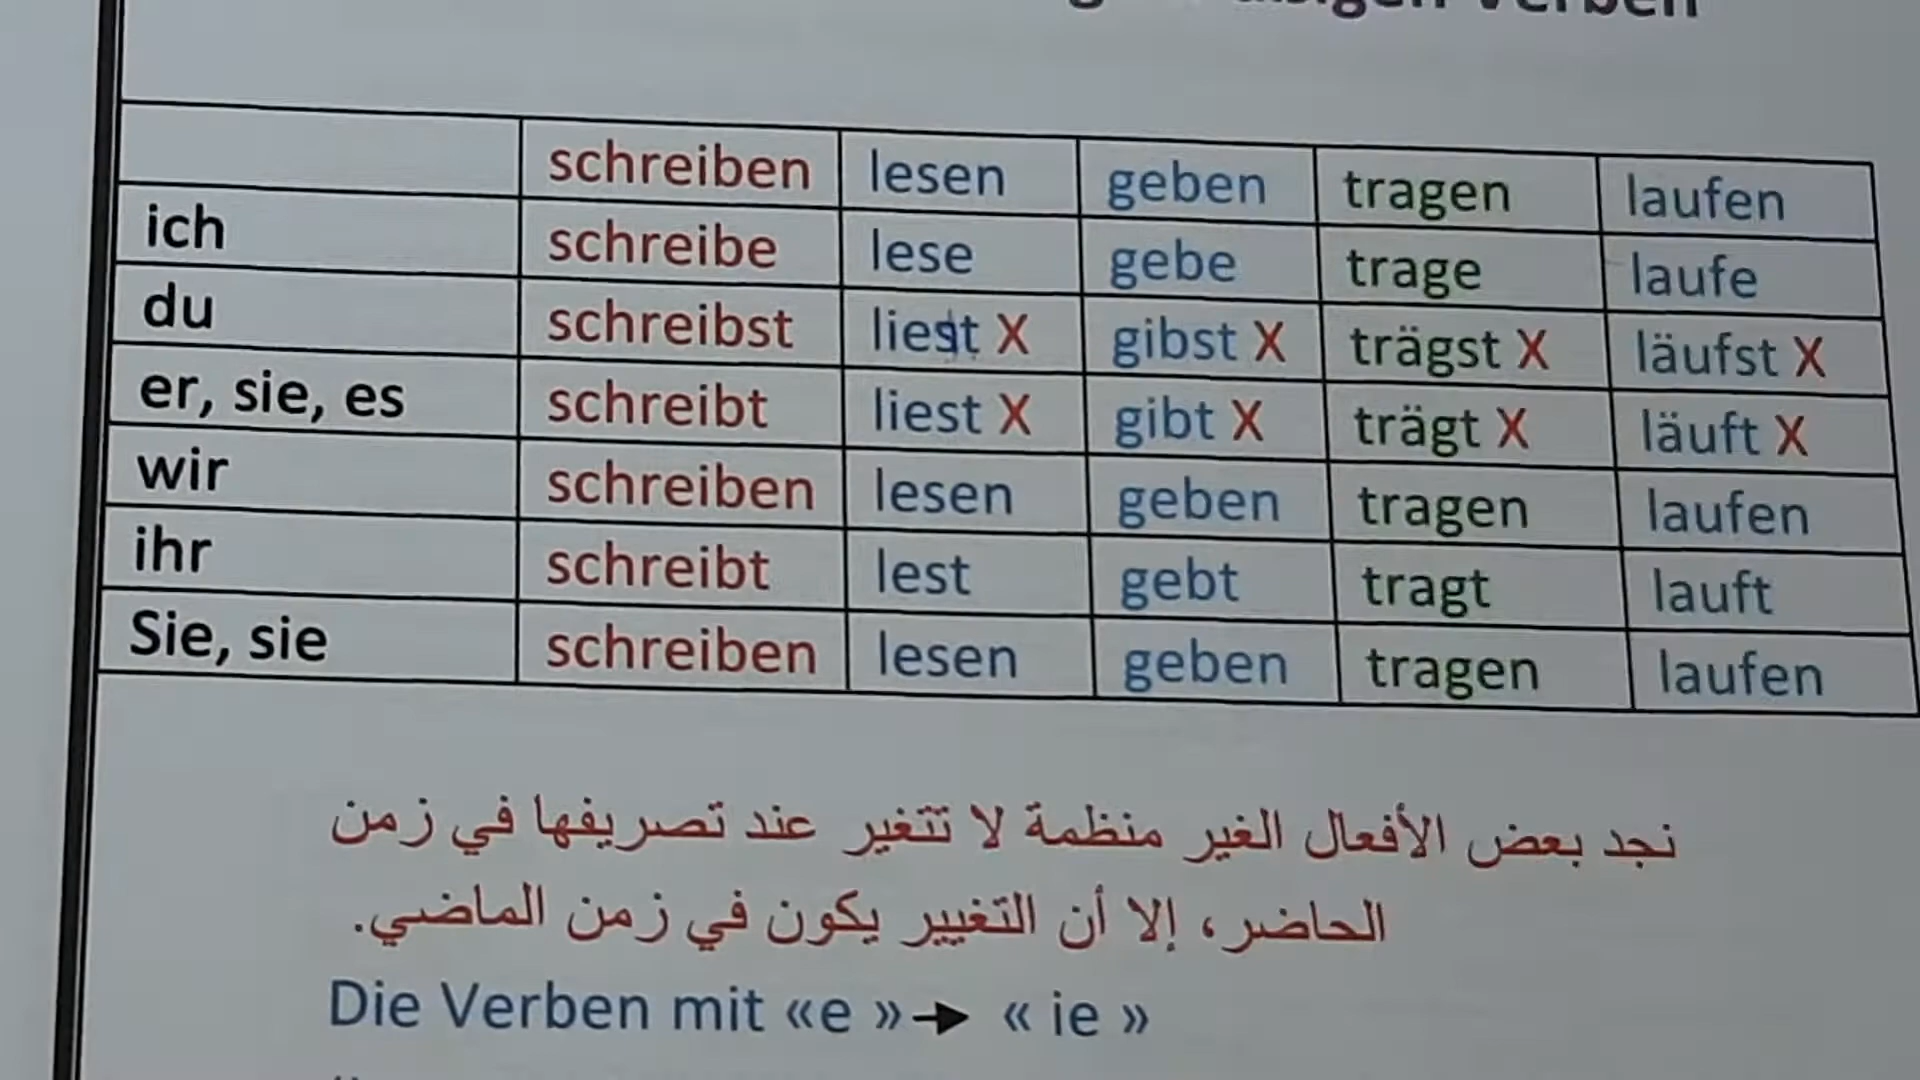 Verben
schreiben lesen geben tragen laufen
ich schreibe lese gebe trage laufe
du schreibst liest X gibst X trägst X läufst X
er, sie, es schreibt liest X gibt X trägt X läuft X
wir schreiben lesen geben tragen laufen
ihr schreibt lest gebt tragt lauft
Sie, sie schreiben lesen geben tragen laufen
نجد بعض الأفعال الغير منظمة لا تتغير عند تصريفها في زمن
الحاضر، إلا أن التغيير يكون في زمن الماضي.
Die Verben mit «e »→ « ie »